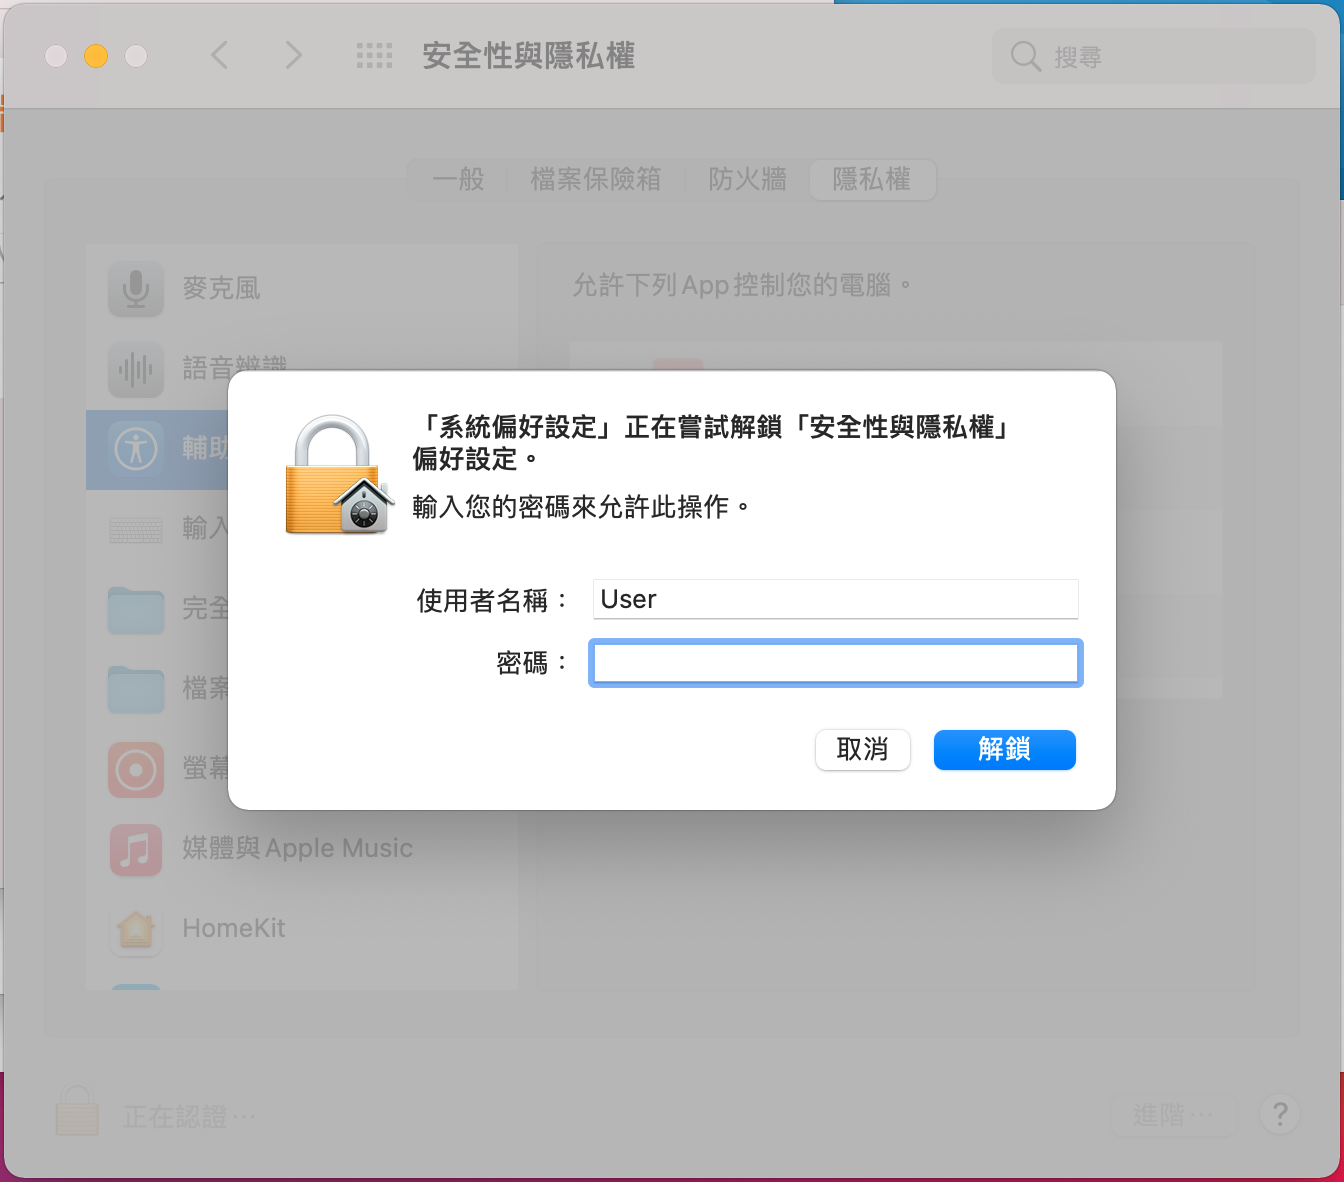 安全性與隱私權
搜尋
一般
檔案保險箱
防火牆
隱私權
麥克風
語音辨識
輔助
輸入
完全
檔案
螢幕
媒體與 Apple Music
HomeKit
允許下列 App 控制您的電腦。
「系統偏好設定」正在嘗試解鎖「安全性與隱私權」
偏好設定。
輸入您的密碼來允許此操作。
使用者名稱：
User
密碼：
取消
解鎖
正在認證⋯
進階⋯
?